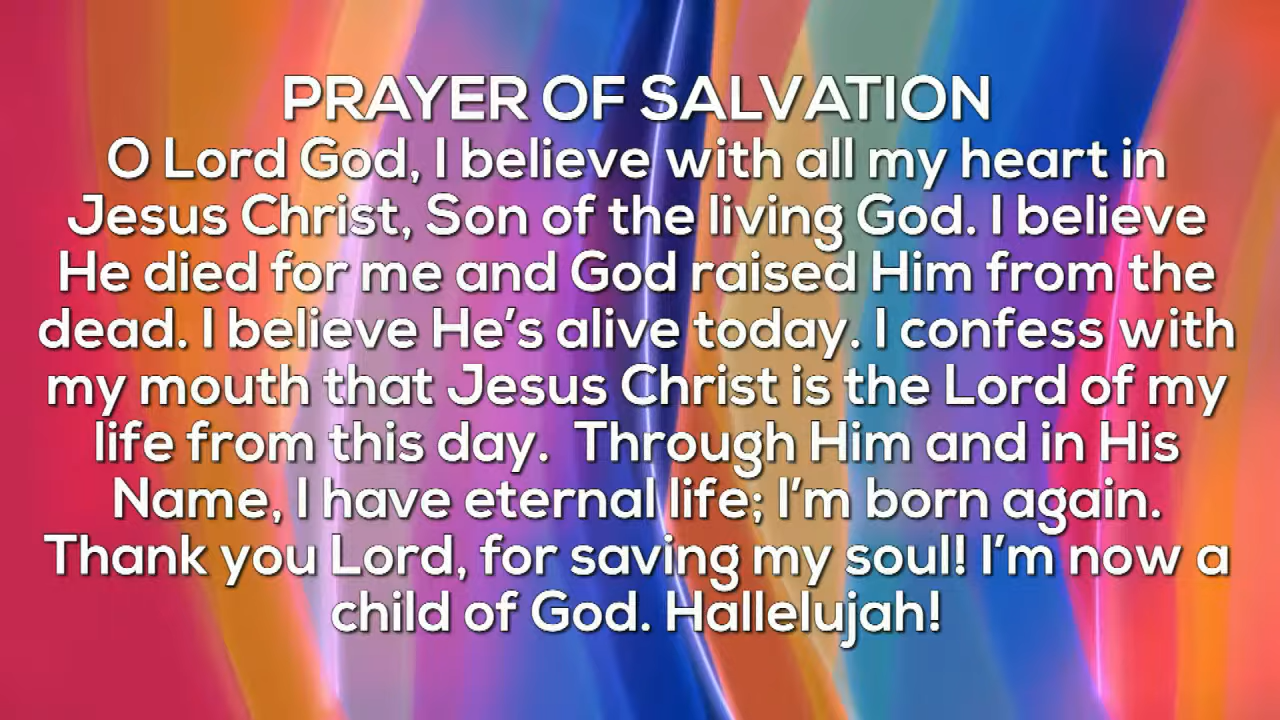 PRAYER OF SALVATION
O Lord God, I believe with all my heart in
Jesus Christ, Son of the living God. I believe
He died for me and God raised Him from the
dead. I believe He’s alive today. I confess with
my mouth that Jesus Christ is the Lord of my
life from this day.  Through Him and in His
Name, I have eternal life; I’m born again.
Thank you Lord, for saving my soul! I’m now a
child of God. Hallelujah!